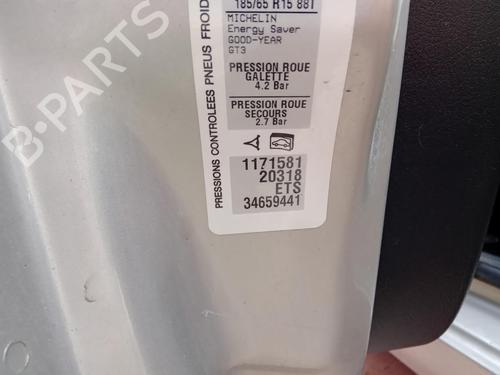 185/65 R15 88T
MICHELIN
Energy Saver
GOOD-YEAR
GT3
PRESSION ROUE
GALETTE
4.2 Bar
PRESSION ROUE
SECOURS
2.7 Bar
1171581
20318
ETS
34659441
PRESSIONS CONTROLEES PNEUS FROID
B-PARTS